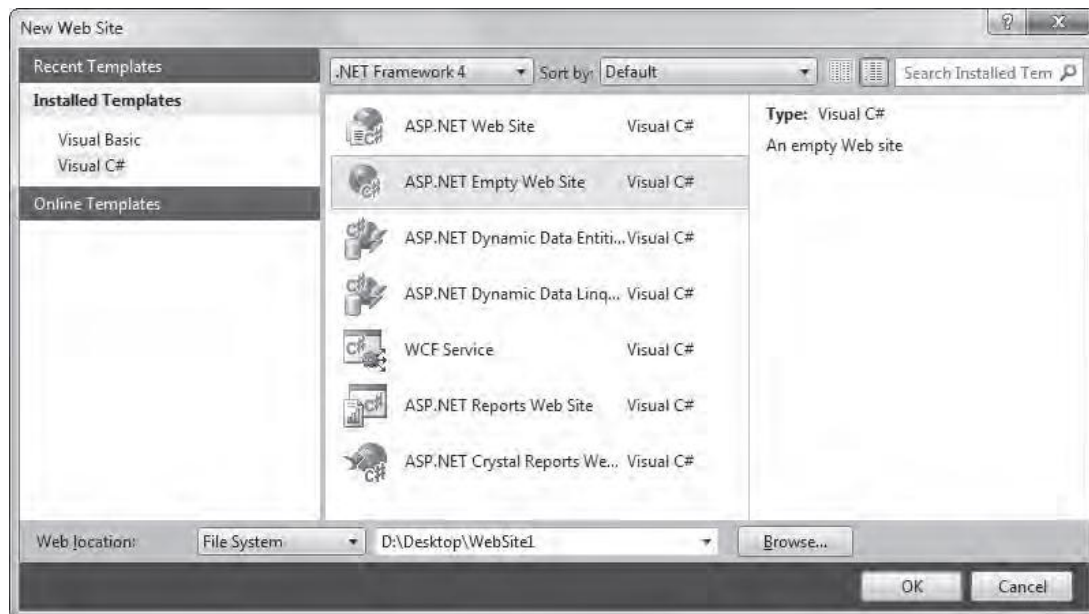 New Web Site
Recent Templates
Installed Templates
Visual Basic
Visual C#
Online Templates
.NET Framework 4
Sort by: Default
Search Installed Tem
ASP.NET Web Site Visual C#
ASP.NET Empty Web Site Visual C#
ASP.NET Dynamic Data Entiti... Visual C#
ASP.NET Dynamic Data Linq... Visual C#
WCF Service Visual C#
ASP.NET Reports Web Site Visual C#
ASP.NET Crystal Reports We... Visual C#
Type: Visual C#
An empty Web site
Web location: File System D:\Desktop\WebSite1 Browse...
OK Cancel